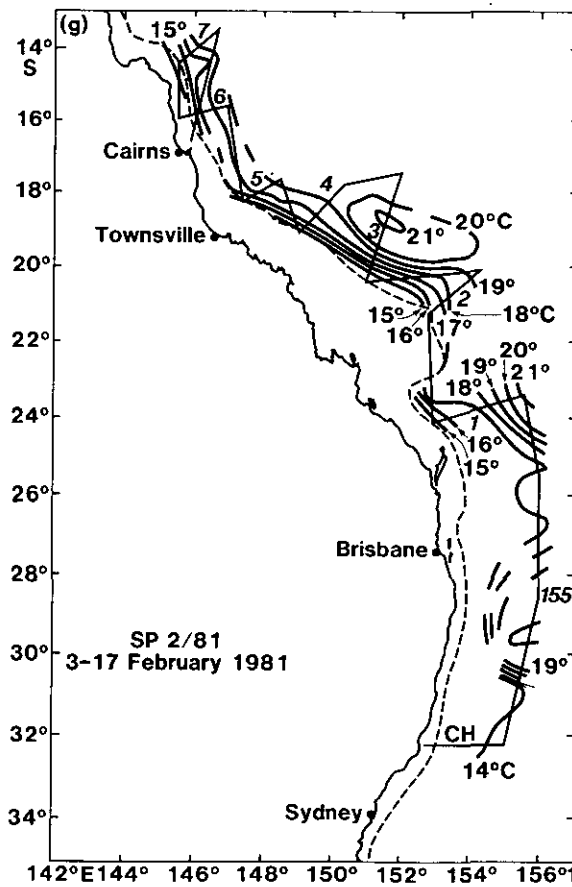 (g)
14°
S
16°
18°
20°
22°
24°
26°
28°
30°
32°
34°
15°
7
6
Cairns
5
4
3
20°C
21°
Townsville
19°
2
15°
16°
17°
18°C
20°
19°
21°
18°
1
16°
15°
Brisbane
155
SP 2/81
3-17 February 1981
19°
CH
14°C
Sydney
142°E 144° 146° 148° 150° 152° 154° 156°